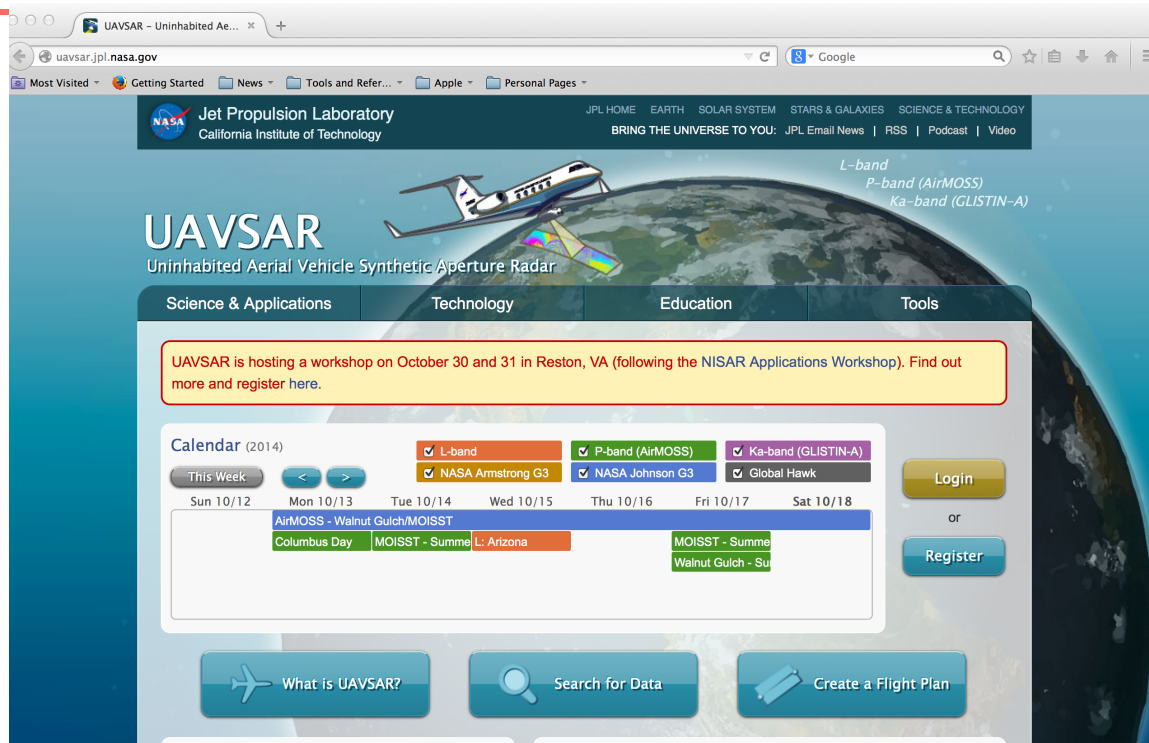 UAVSAR – Uninhabited Ae... × +
uavsar.jpl.nasa.gov
Google
Most Visited Getting Started News Tools and Refer... Apple Personal Pages
NASA
Jet Propulsion Laboratory
California Institute of Technology
JPL HOME EARTH SOLAR SYSTEM STARS & GALAXIES SCIENCE & TECHNOLOGY
BRING THE UNIVERSE TO YOU: JPL Email News | RSS | Podcast | Video
L-band
P-band (AirMOSS)
Ka-band (GLISTIN-A)
UAVSAR
Uninhabited Aerial Vehicle Synthetic Aperture Radar
Science & Applications Technology Education Tools
UAVSAR is hosting a workshop on October 30 and 31 in Reston, VA (following the NISAR Applications Workshop). Find out
more and register here.
Calendar (2014)
L-band P-band (AirMOSS) Ka-band (GLISTIN-A)
NASA Armstrong G3 NASA Johnson G3 Global Hawk
This Week < >
Sun 10/12 Mon 10/13 Tue 10/14 Wed 10/15 Thu 10/16 Fri 10/17 Sat 10/18
AirMOSS - Walnut Gulch/MOISST
Columbus Day MOISST - Summe L: Arizona MOISST - Summe
Walnut Gulch - Su
Login
or
Register
What is UAVSAR? Search for Data Create a Flight Plan